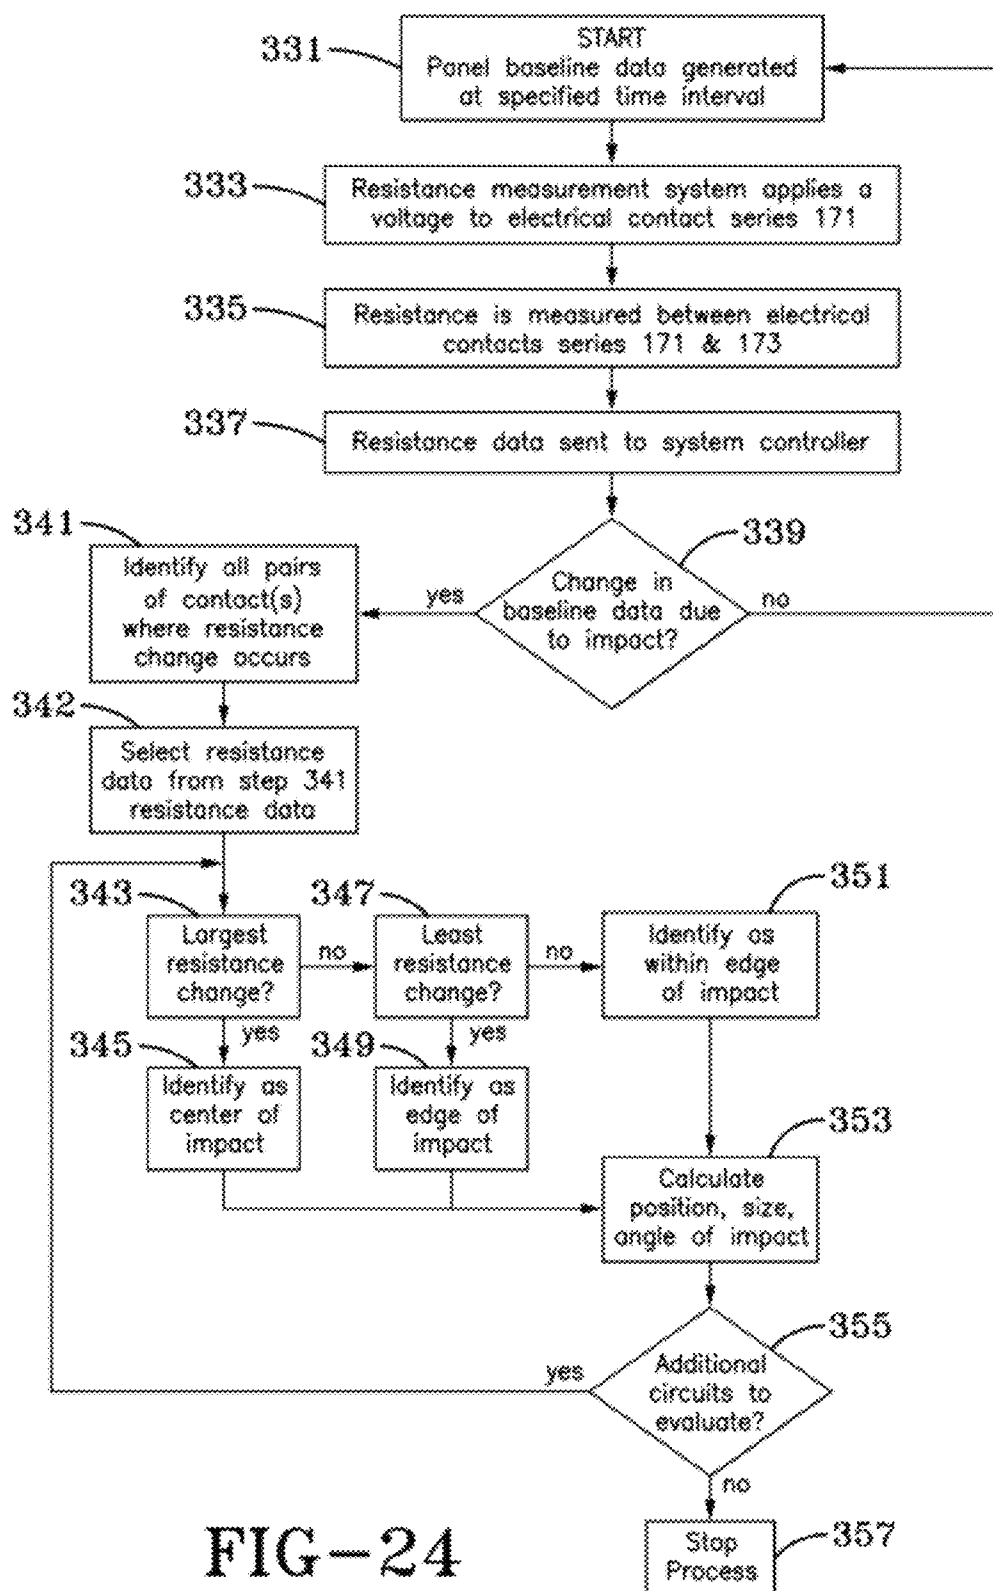 331
START
Panel baseline data generated
at specified time interval
333
Resistance measurement system applies a
voltage to electrical contact series 171
335
Resistance is measured between electrical
contacts series 171 & 173
337
Resistance data sent to system controller
339
Change in
baseline data due
to impact?
yes
no
341
Identify all pairs
of contact(s)
where resistance
change occurs
342
Select resistance
data from step 341
resistance data
343
Largest
resistance
change?
no
yes
347
Least
resistance
change?
no
yes
351
Identify as
within edge
of impact
345
Identify as
center of
impact
349
Identify as
edge of
impact
353
Calculate
position, size,
angle of impact
355
Additional
circuits to
evaluate?
yes
no
357
Stop
Process
FIG-24